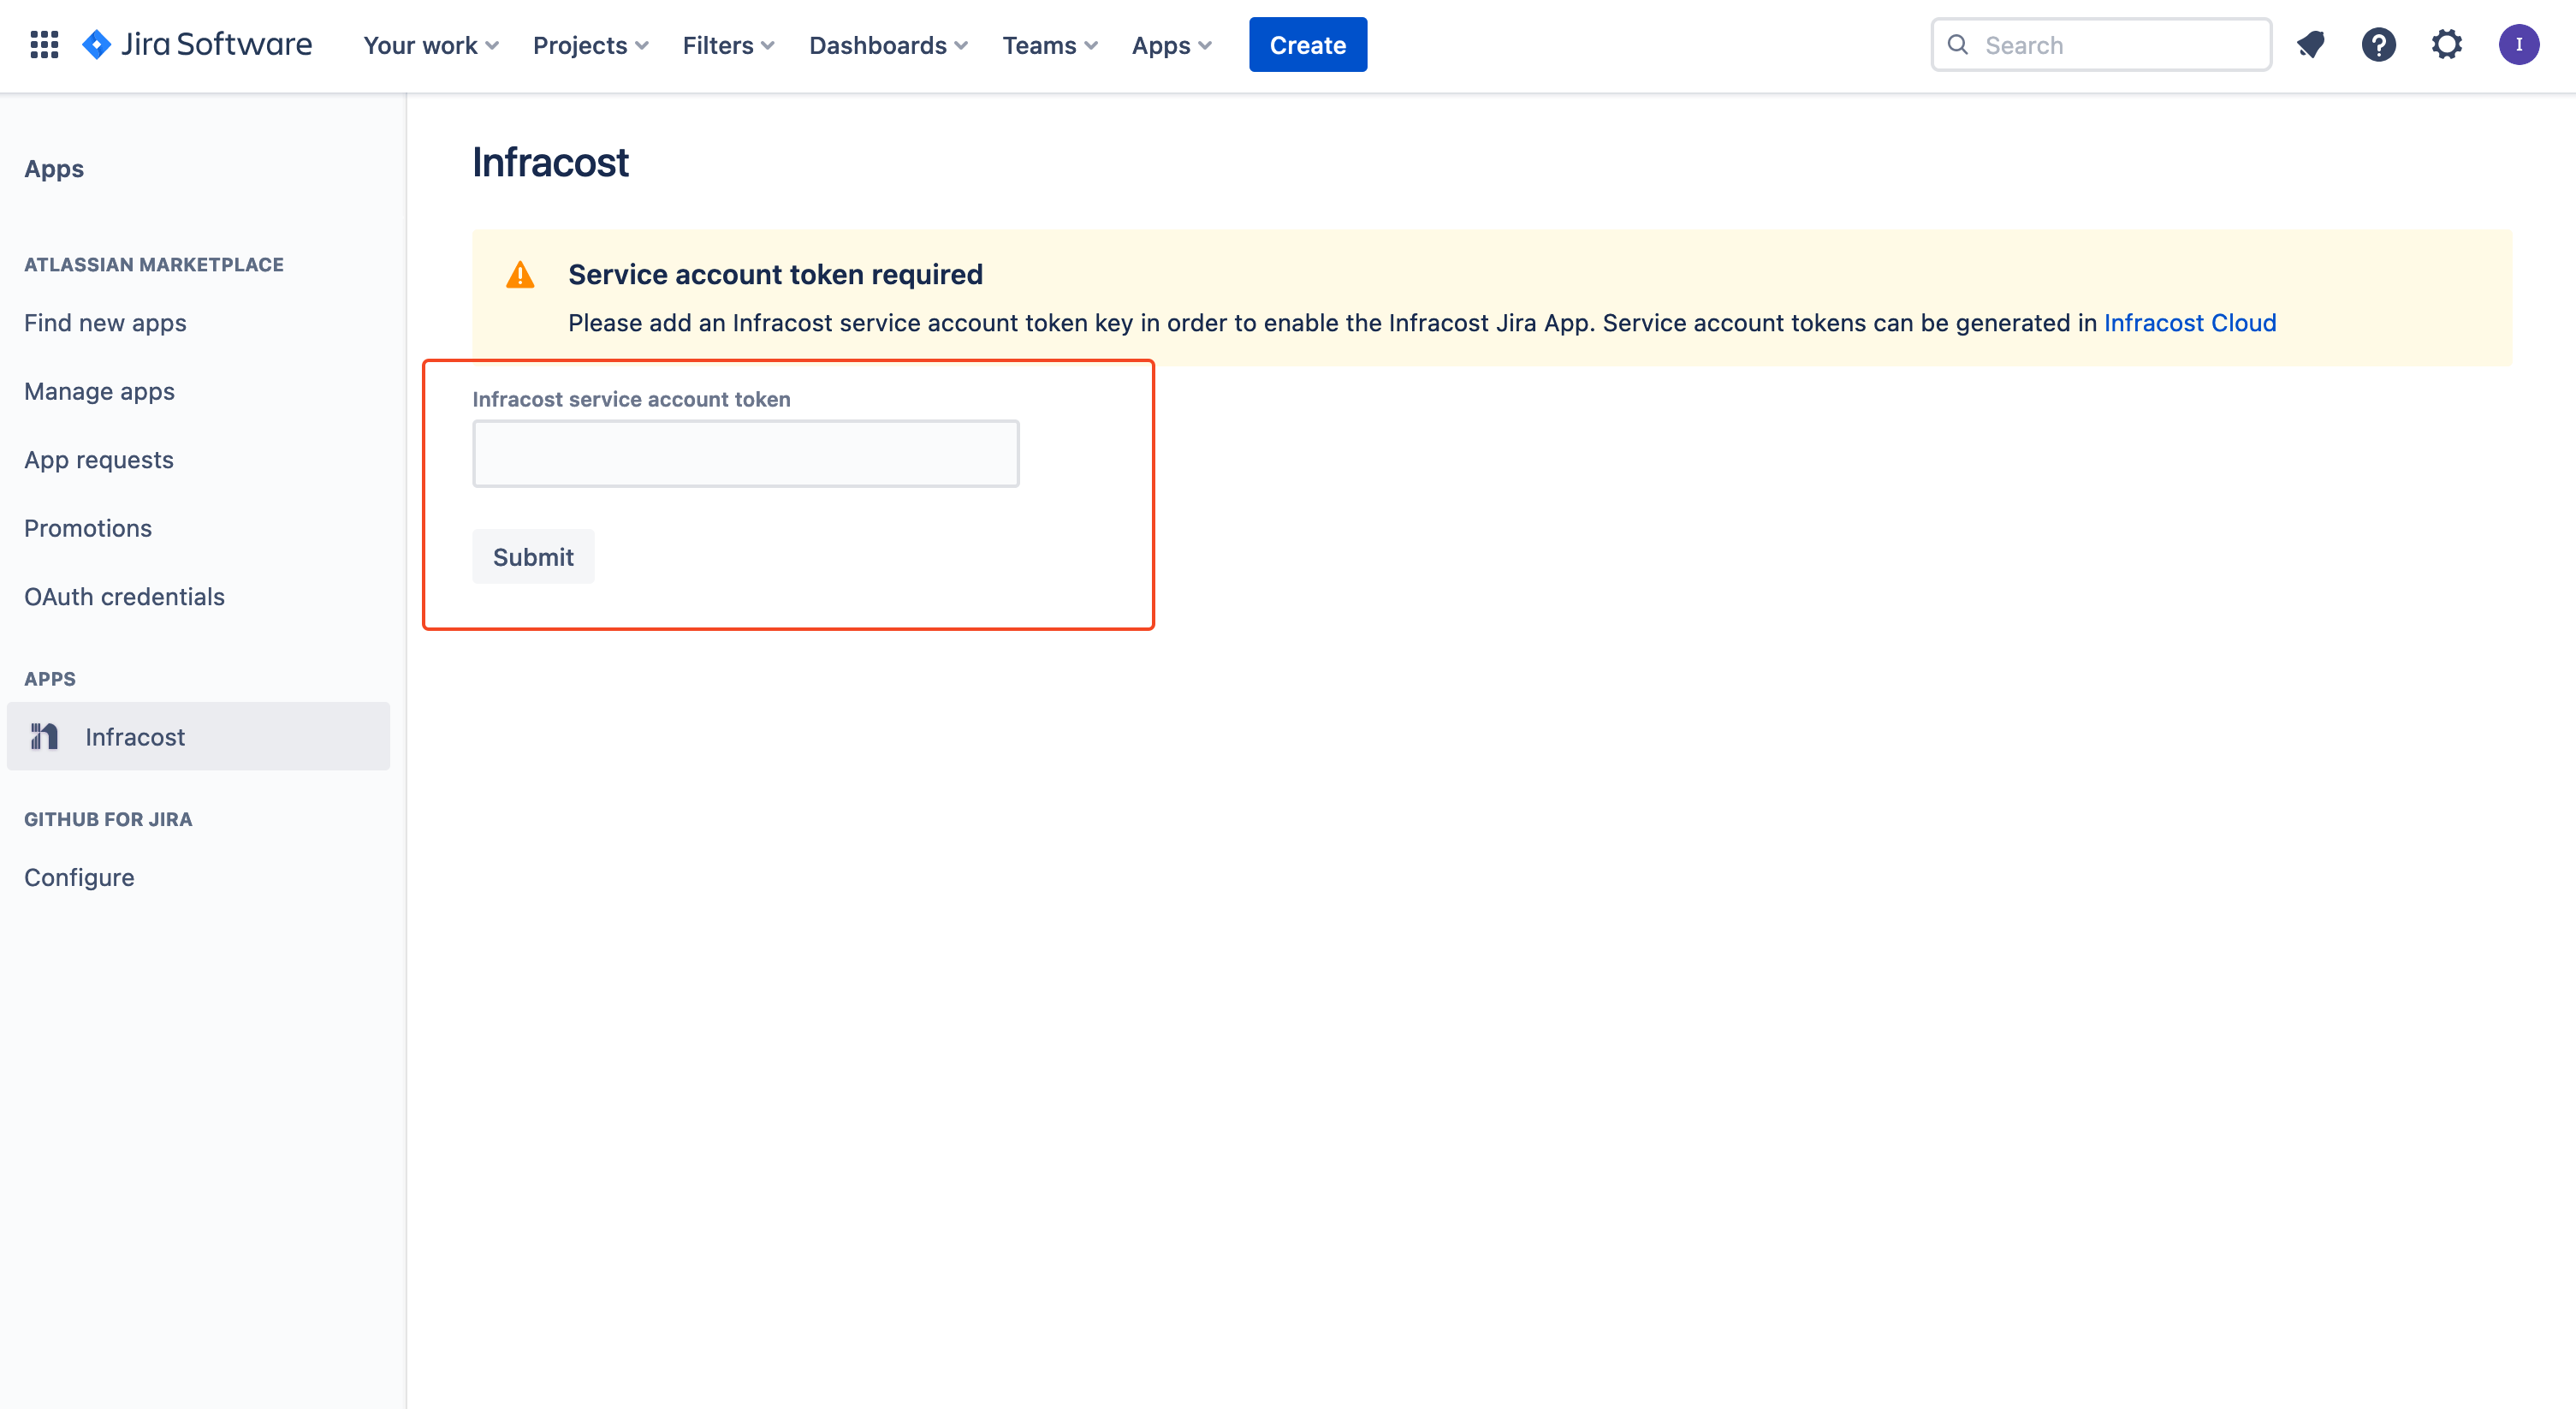 Jira Software
Your work
Projects
Filters
Dashboards
Teams
Apps
Create
Search
I
Apps
ATLASSIAN MARKETPLACE
Find new apps
Manage apps
App requests
Promotions
OAuth credentials
APPS
Infracost
GITHUB FOR JIRA
Configure
Infracost
Service account token required
Please add an Infracost service account token key in order to enable the Infracost Jira App. Service account tokens can be generated in Infracost Cloud
Infracost service account token
Submit